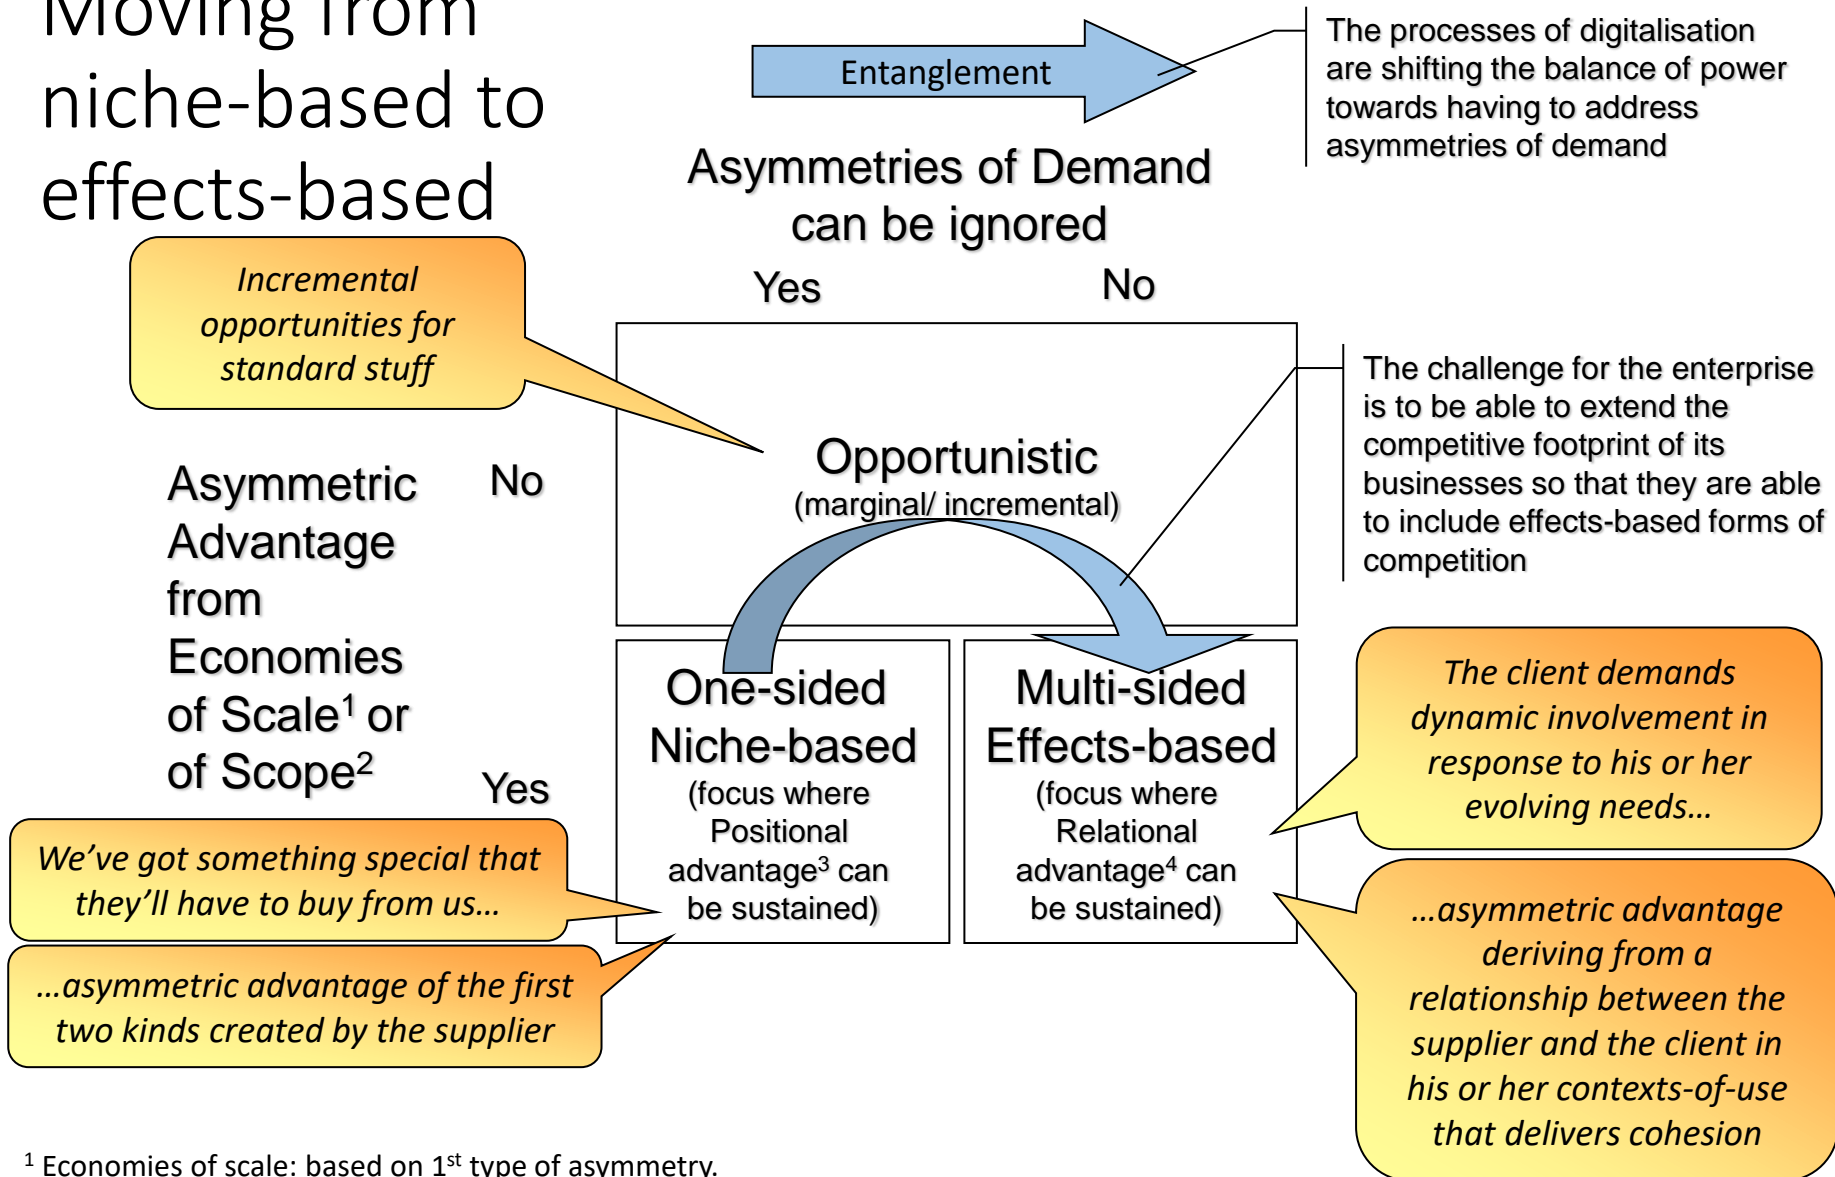 Moving from
niche-based to
effects-based
Entanglement
The processes of digitalisation
are shifting the balance of power
towards having to address
asymmetries of demand
Asymmetries of Demand
can be ignored
Yes
No
Incremental
opportunities for
standard stuff
The challenge for the enterprise
is to be able to extend the
competitive footprint of its
businesses so that they are able
to include effects-based forms of
competition
Opportunistic
(marginal/ incremental)
Asymmetric
Advantage
from
Economies
of Scale¹ or
of Scope²
No
Yes
One-sided
Niche-based
(focus where
Positional
advantage³ can
be sustained)
Multi-sided
Effects-based
(focus where
Relational
advantage⁴ can
be sustained)
The client demands
dynamic involvement in
response to his or her
evolving needs…
We’ve got something special that
they’ll have to buy from us…
…asymmetric advantage of the first
two kinds created by the supplier
…asymmetric advantage
deriving from a
relationship between the
supplier and the client in
his or her contexts-of-use
that delivers cohesion
¹ Economies of scale: based on 1ˢᵗ type of asymmetry.